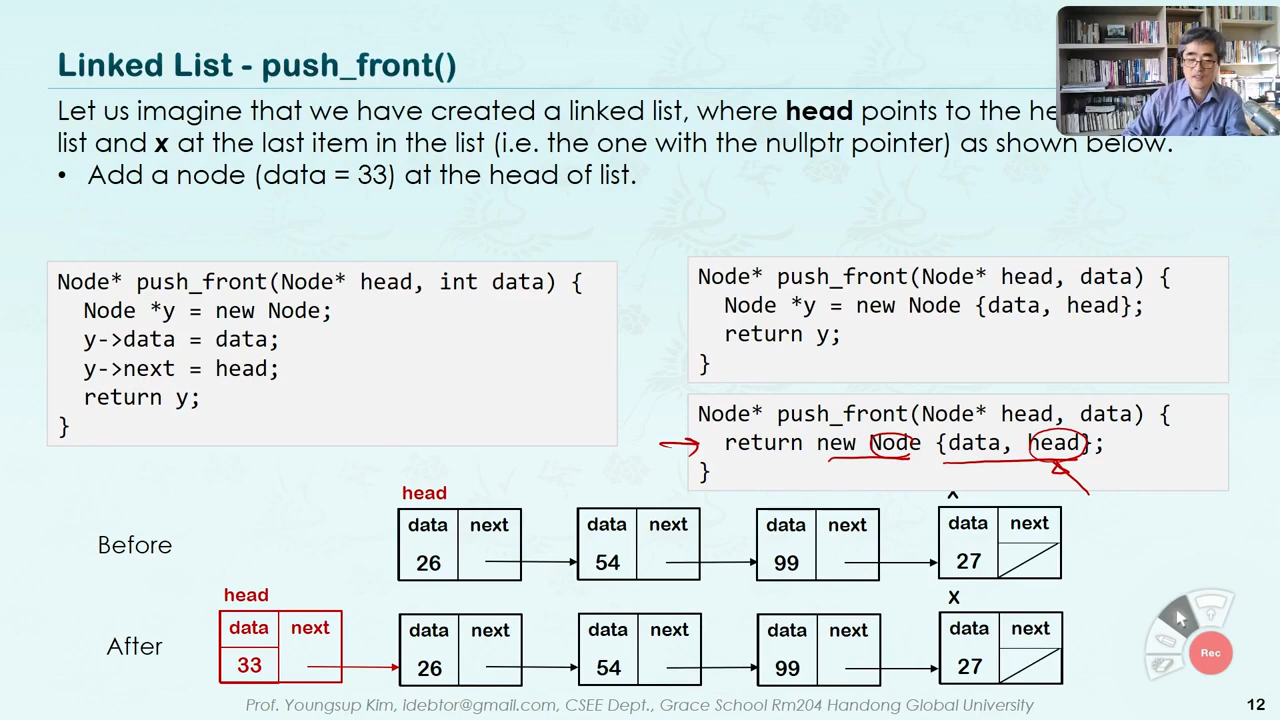 Linked List - push_front()
Let us imagine that we have created a linked list, where head points to the
list and x at the last item in the list (i.e. the one with the nullptr pointer) as shown below.
• Add a node (data = 33) at the head of list.
Node* push_front(Node* head, int data) {
Node *y = new Node;
y->data = data;
y->next = head;
return y;
}
Node* push_front(Node* head, data) {
Node *y = new Node {data, head};
return y;
}
Node* push_front(Node* head, data) {
return new Node {data, head};
}
head
x
Before
data next data next data next data next
26 54 99 27
head
x
After
data next data next data next data next data next
33 26 54 99 27
Rec
Prof. Youngsup Kim, idebtor@gmail.com, CSEE Dept., Grace School Rm204 Handong Global University
12